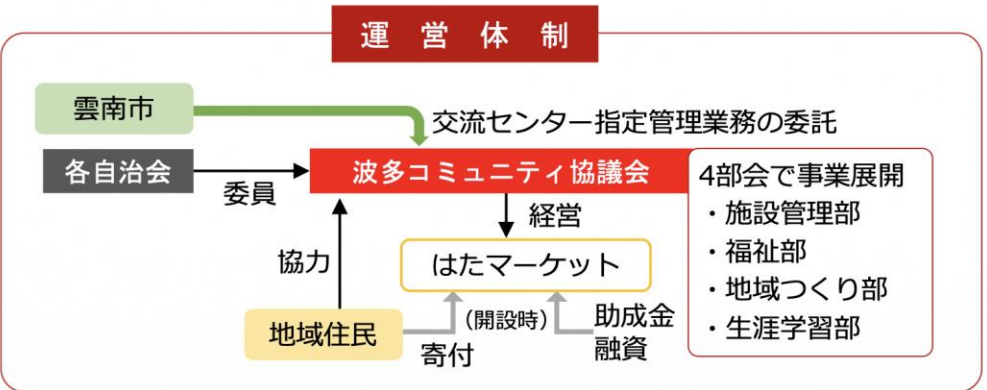 運営体制
雲南市
交流センター指定管理業務の委託
各自治会
委員
波多コミュニティ協議会
4部会で事業展開
・施設管理部
・福祉部
・地域つくり部
・生涯学習部
経営
協力
はたマーケット
地域住民
(開設時)
寄付
助成金
融資